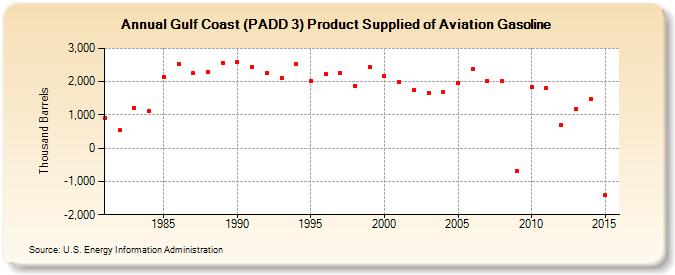 Annual Gulf Coast (PADD 3) Product Supplied of Aviation Gasoline
Thousand Barrels
3,000
2,000
1,000
0
-1,000
-2,000
1985 1990 1995 2000 2005 2010 2015
Source: U.S. Energy Information Administration